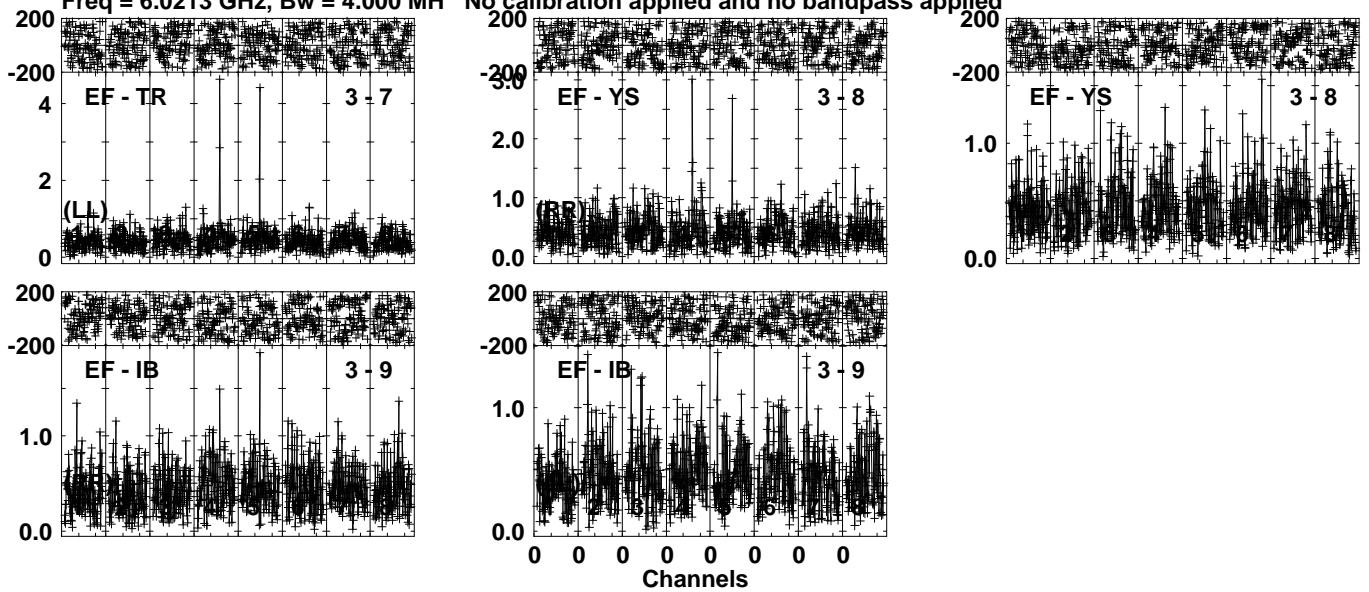 Freq = 6.0213 GHz, Bw = 4.000 MH No calibration applied and no bandpass applied
200
-200
EF - TR 3 - 7
4
2
0
(LL)
200
-200
EF - YS 3 - 8
3.0
2.0
1.0
0.0
(RR)
200
-200
EF - YS 3 - 8
1.0
0.0
200
-200
EF - IB 3 - 9
1.0
0.0
200
-200
EF - IB 3 - 9
1.0
0.0
0 0 0 0 0 0 0 0
Channels